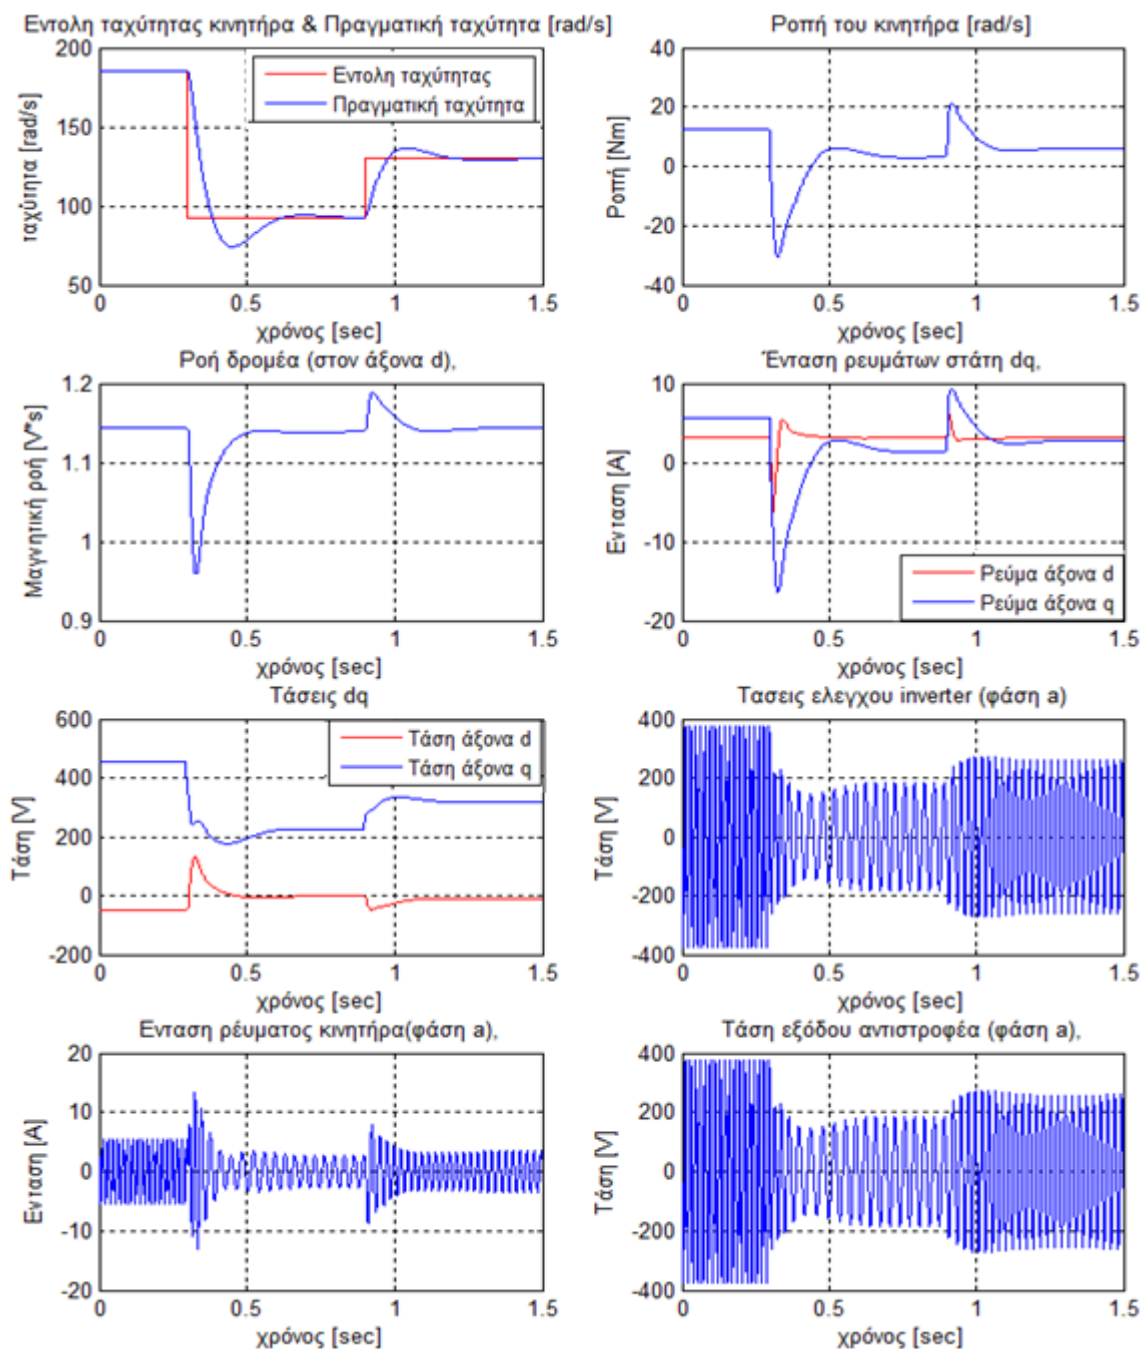 Εντολη ταχύτητας κινητήρα & Πραγματική ταχύτητα [rad/s]
200
150
100
50
ταχύτητα [rad/s]
Εντολη ταχύτητας
Πραγματική ταχύτητα
0 0.5 1 1.5
χρόνος [sec]
Ροπή του κινητήρα [rad/s]
40
20
0
-20
-40
Ροπή [Nm]
0 0.5 1 1.5
χρόνος [sec]
Ροή δρομέα (στον άξονα d),
1.2
1.1
1
0.9
Μαγνητική ροή [V*s]
0 0.5 1 1.5
χρόνος [sec]
Ένταση ρευμάτων στάτη dq,
10
0
-10
-20
Ενταση [A]
Ρεύμα άξονα d
Ρεύμα άξονα q
0 0.5 1 1.5
χρόνος [sec]
Τάσεις dq
600
400
200
0
-200
Τάση [V]
Τάση άξονα d
Τάση άξονα q
0 0.5 1 1.5
χρόνος [sec]
Τασεις ελεγχου inverter (φάση a)
400
200
0
-200
-400
Τάση [V]
0 0.5 1 1.5
χρόνος [sec]
Ενταση ρέυματος κινητήρα(φάση a),
20
10
0
-10
-20
Ενταση [A]
0 0.5 1 1.5
χρόνος [sec]
Τάση εξόδου αντιστροφέα (φάση a),
400
200
0
-200
-400
Τάση [V]
0 0.5 1 1.5
χρόνος [sec]